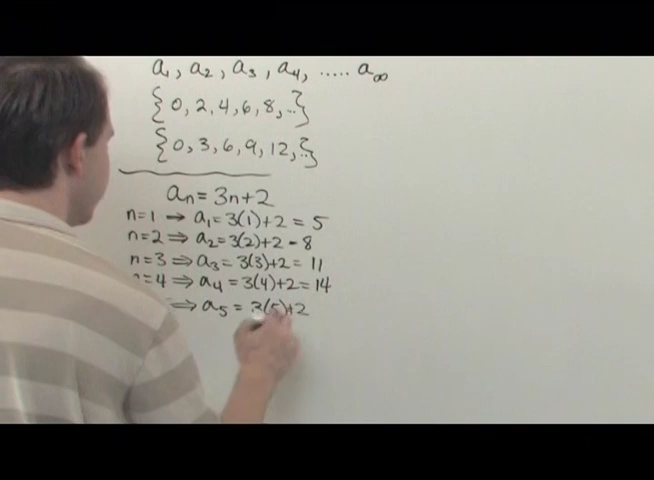 a₁, a₂, a₃, a₄, ..... a∞
{0, 2, 4, 6, 8, ...}
{0, 3, 6, 9, 12, ...}
aₙ = 3n+2
n=1 → a₁ = 3(1)+2 = 5
n=2 ⇒ a₂ = 3(2)+2 - 8
n=3 ⇒ a₃ = 3(3)+2 = 11
=4 ⇒ a₄ = 3(4)+2 = 14
⇒ a₅ = 3(5)+2